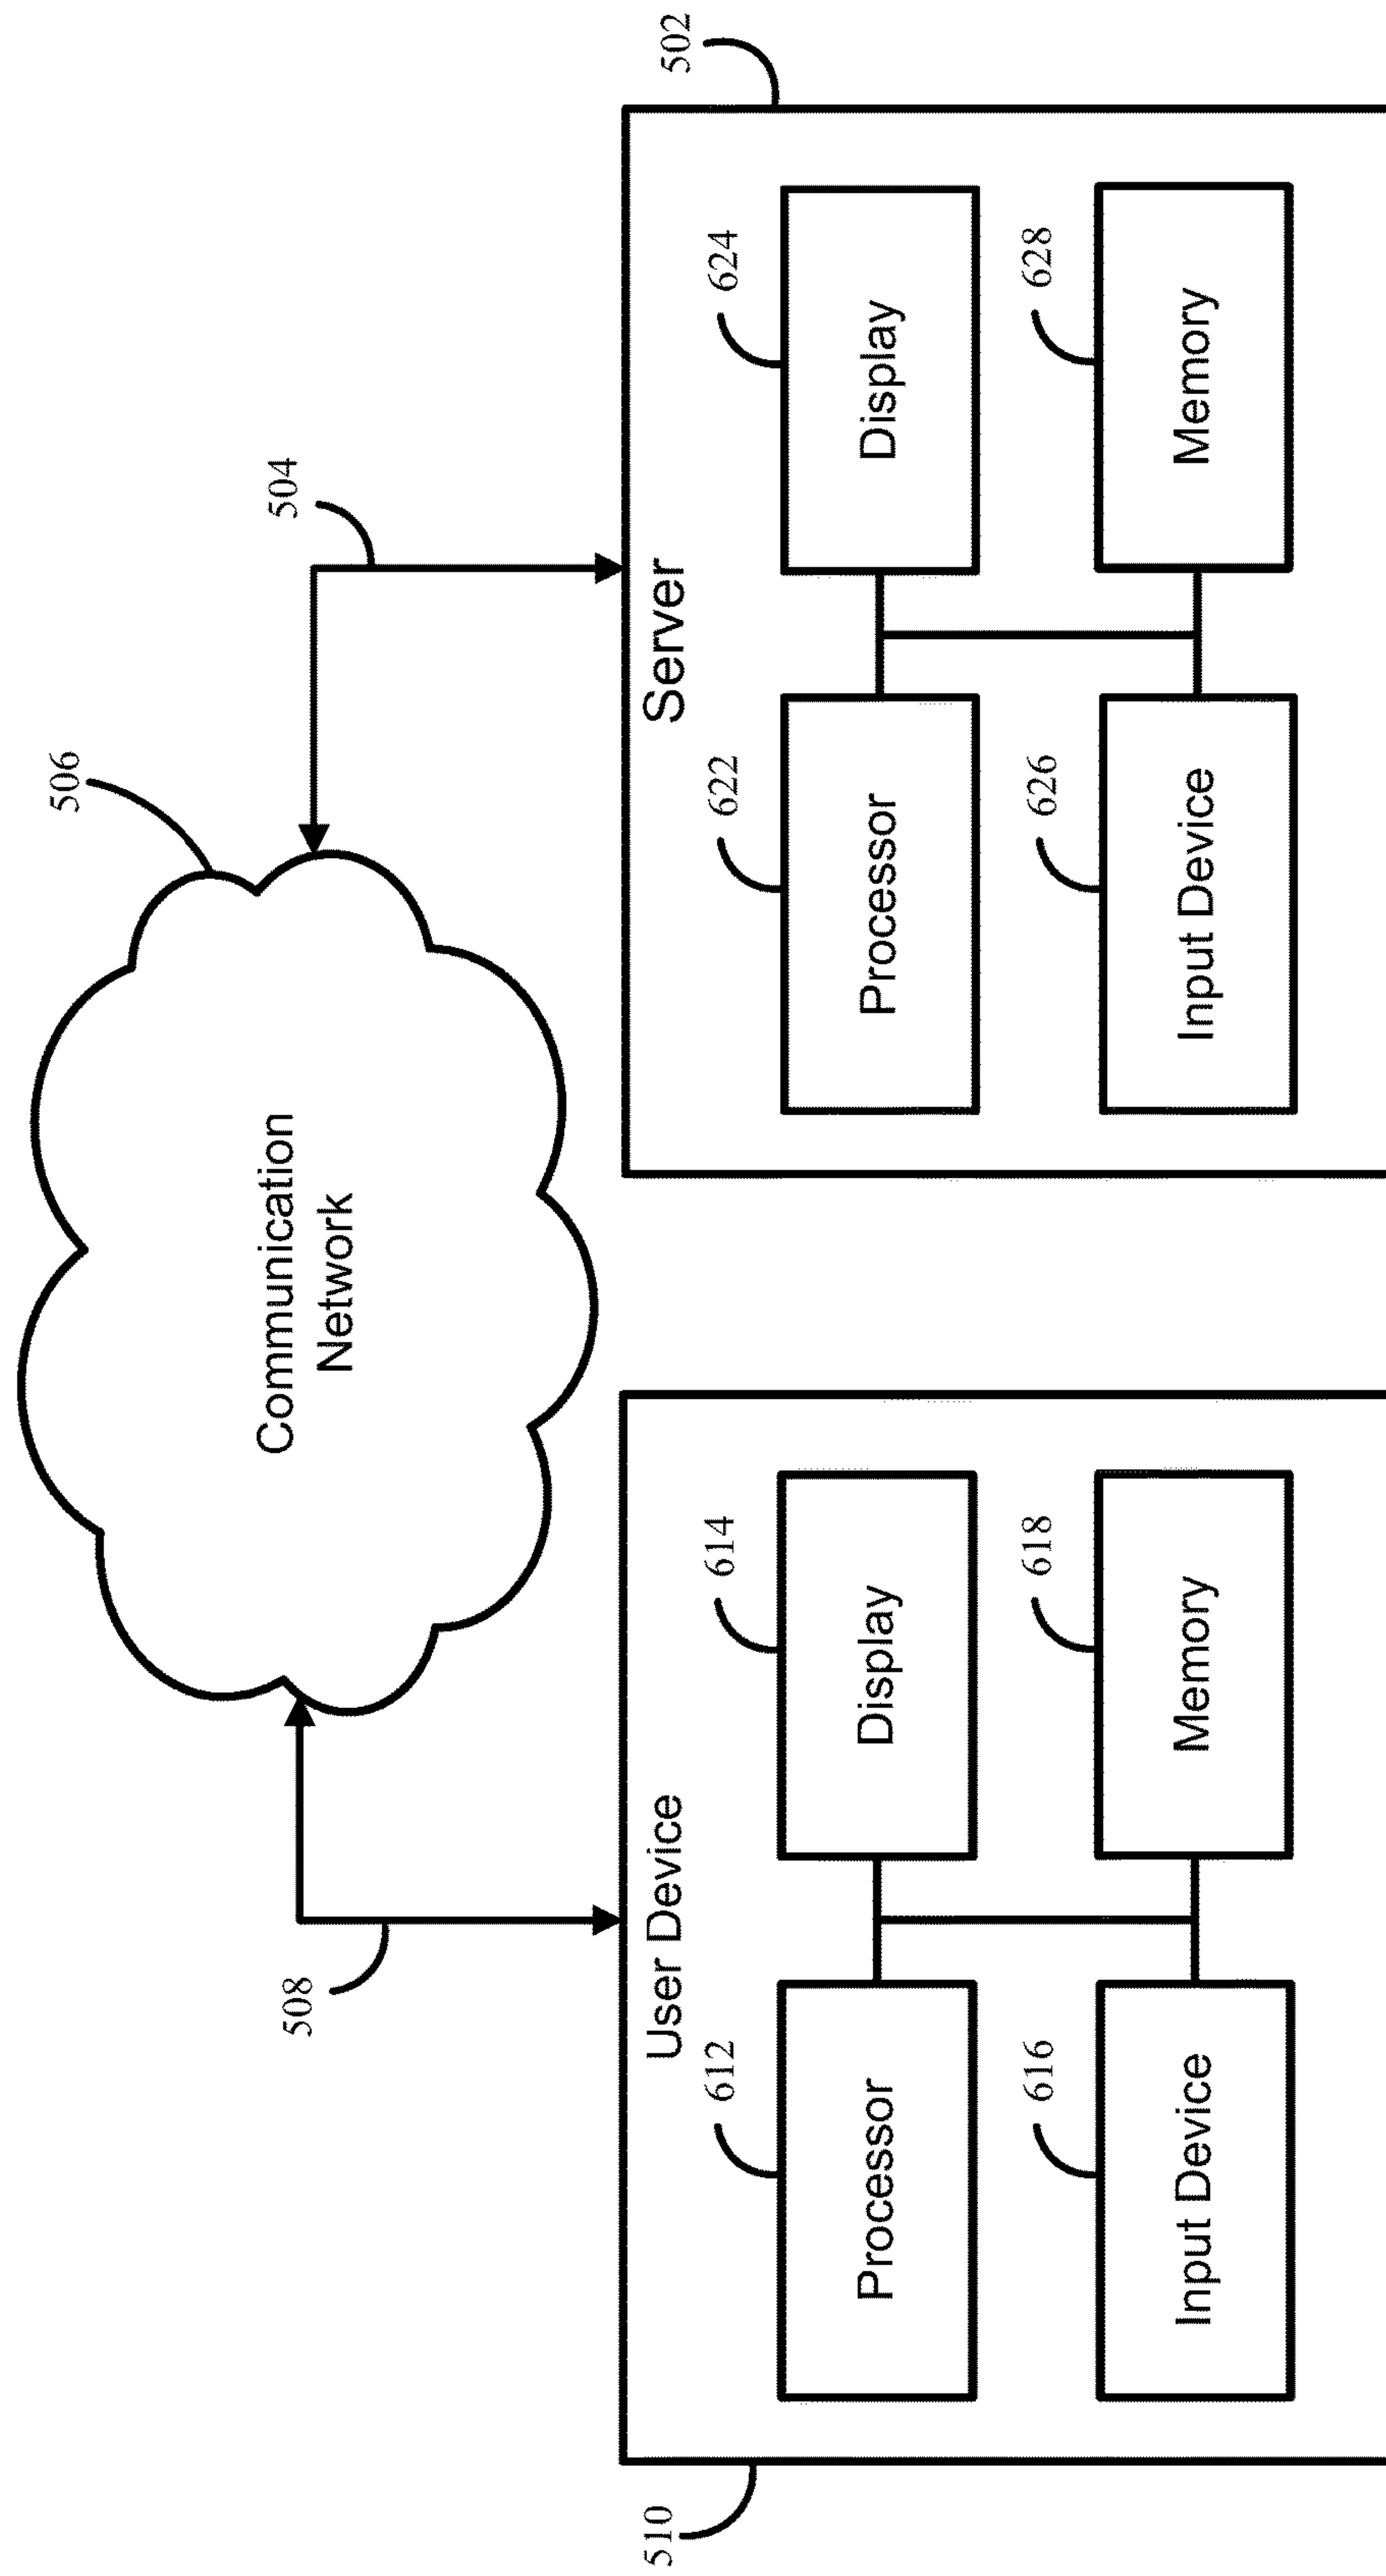 506
Communication
Network
504
508
502
Server
User Device
510
612
614
622
624
Processor
Display
Processor
Display
616
618
626
628
Input Device
Memory
Input Device
Memory